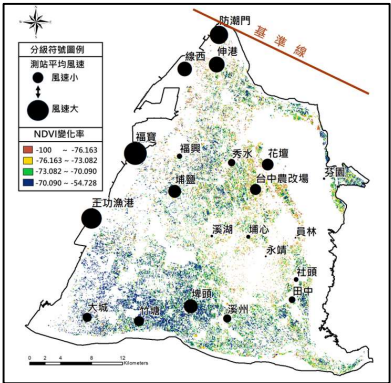 防潮門
基準線
伸港
線西
分級符號圖例
測站平均風速
風速小
風速大
NDVI變化率
-100 ~ -76.163
-76.163 ~ -73.082
-73.082 ~ -70.090
-70.090 ~ -54.728
福寶
福興
秀水
花壇
芬園
埔鹽
台中農改場
王功漁港
溪湖
埔心
員林
永靖
社頭
田中
大城
竹塘
埤頭
溪州
0 2 4 8 12
Kilometers